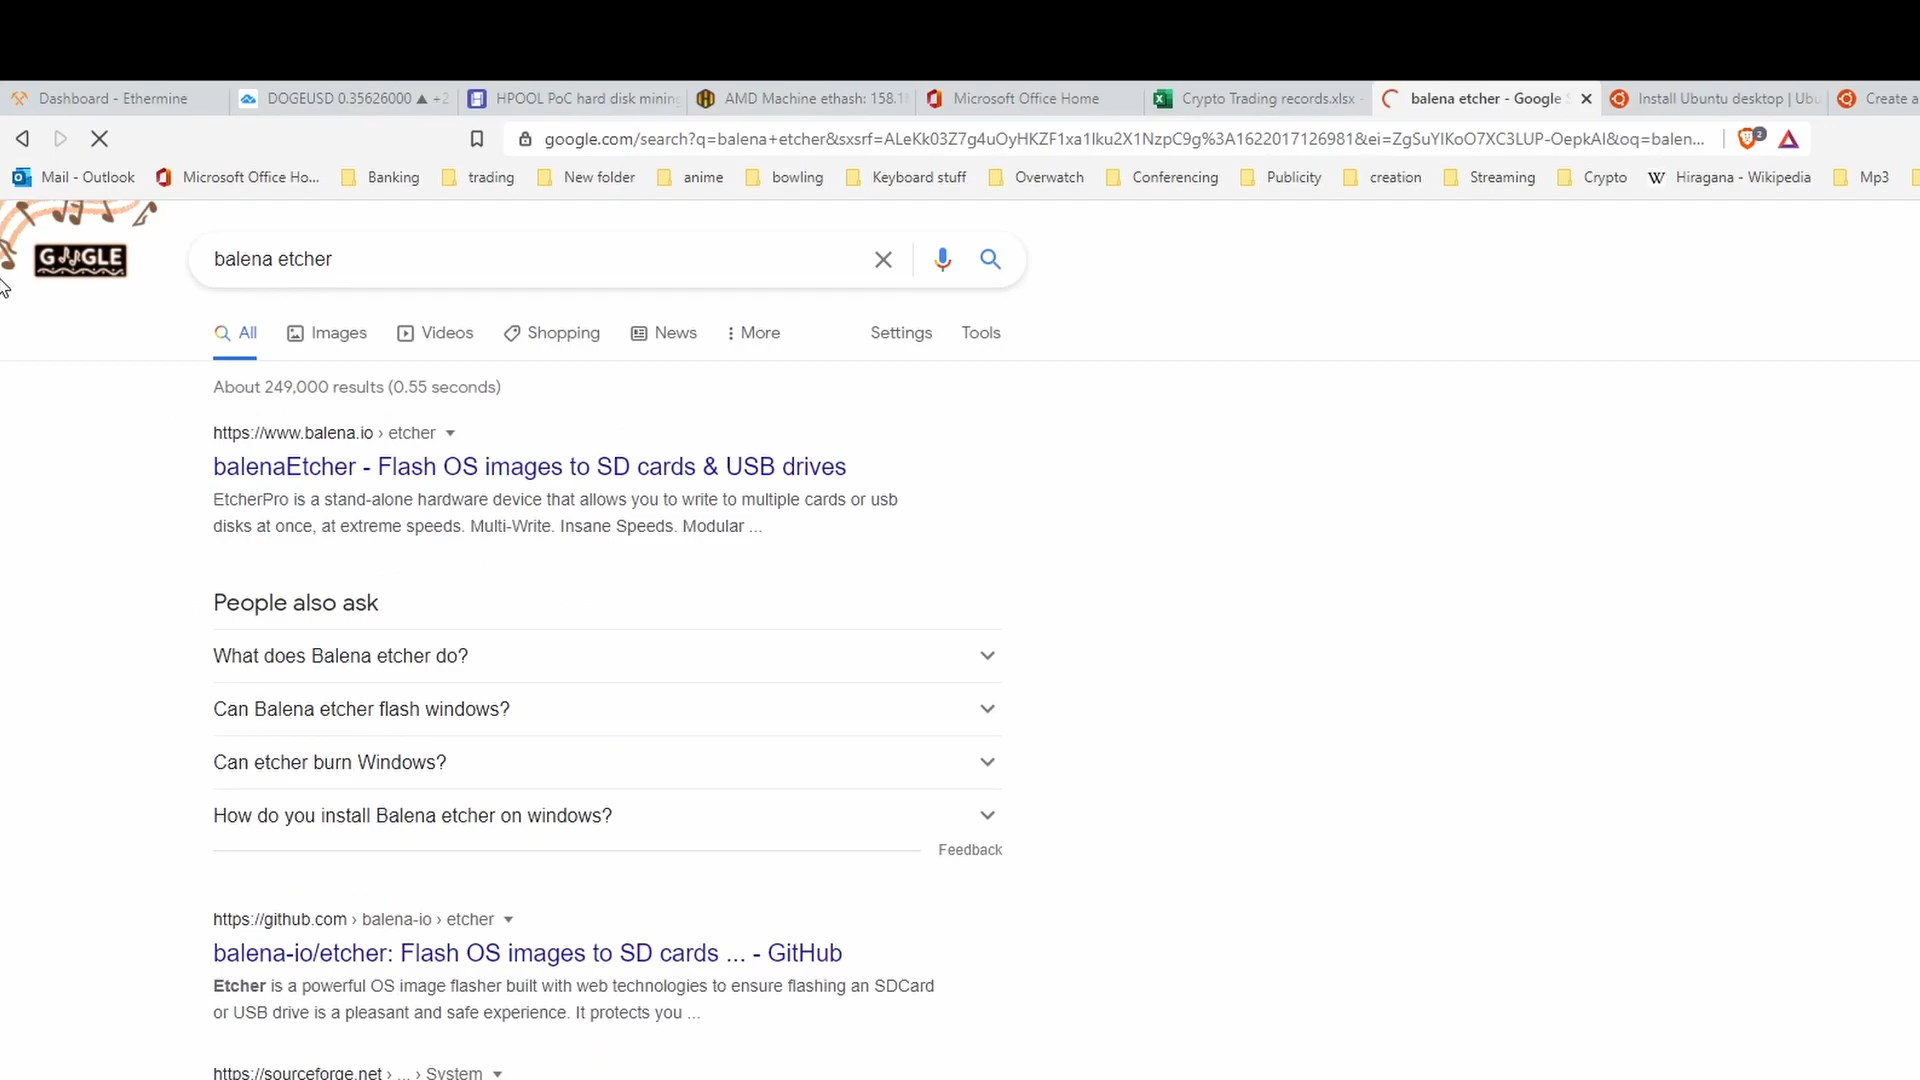 Dashboard - Ethermine
DOGEUSD 0.35626000 ▲ +2
HPOOL PoC hard disk mining
AMD Machine ethash: 158.1
Microsoft Office Home
Crypto Trading records.xlsx -
balena etcher - Google S
Install Ubuntu desktop | Ubu
Create a
google.com/search?q=balena+etcher&sxsrf=ALeKk03Z7g4uOyHKZF1xa1lku2X1NzpC9g%3A1622017126981&ei=ZgSuYIKoO7XC3LUP-OepkAI&oq=balen...
2
Mail - Outlook
Microsoft Office Ho...
Banking
trading
New folder
anime
bowling
Keyboard stuff
Overwatch
Conferencing
Publicity
creation
Streaming
Crypto
W Hiragana - Wikipedia
Mp3
GOOGLE
balena etcher
All
Images
Videos
Shopping
News
More
Settings
Tools
About 249,000 results (0.55 seconds)
https://www.balena.io › etcher
balenaEtcher - Flash OS images to SD cards & USB drives
EtcherPro is a stand-alone hardware device that allows you to write to multiple cards or usb
disks at once, at extreme speeds. Multi-Write. Insane Speeds. Modular ...
People also ask
What does Balena etcher do?
Can Balena etcher flash windows?
Can etcher burn Windows?
How do you install Balena etcher on windows?
Feedback
https://github.com › balena-io › etcher
balena-io/etcher: Flash OS images to SD cards ... - GitHub
Etcher is a powerful OS image flasher built with web technologies to ensure flashing an SDCard
or USB drive is a pleasant and safe experience. It protects you ...
https://sourceforge.net › ... › System